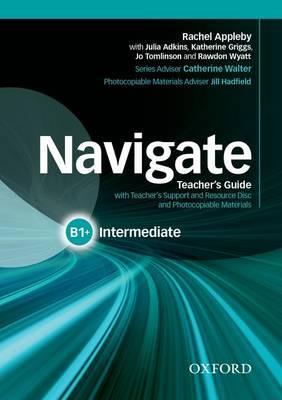 Rachel Appleby
with Julia Adkins, Katherine Griggs,
Jo Tomlinson and Rawdon Wyatt
Series Adviser Catherine Walter
Photocopiable Materials Adviser Jill Hadfield
Navigate
Teacher's Guide
with Teacher's Support and Resource Disc
and Photocopiable Materials
B1+ Intermediate
OXFORD